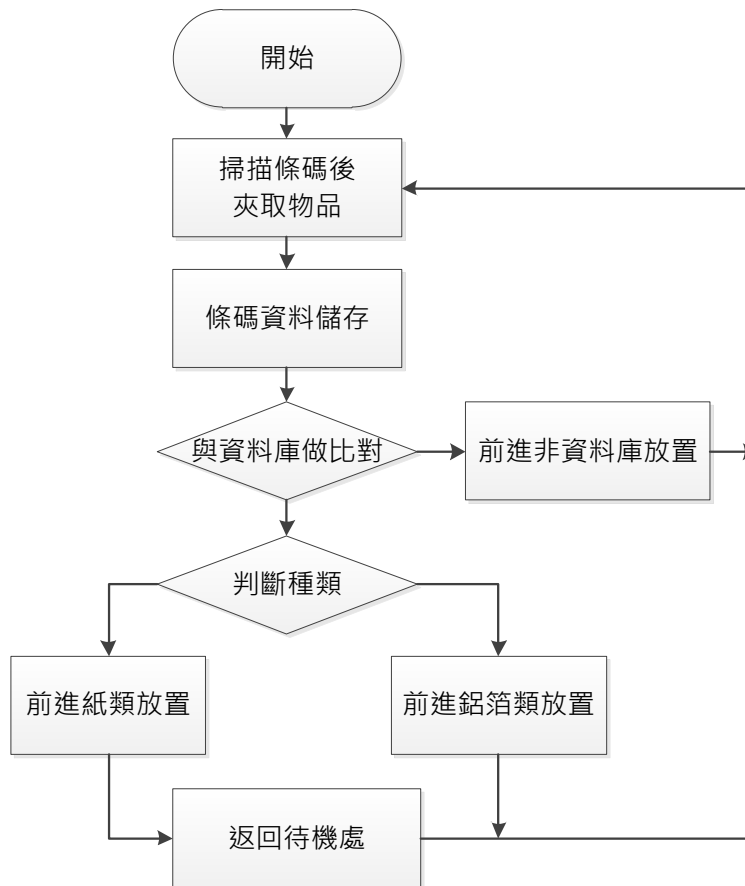 開始
掃描條碼後
夾取物品
條碼資料儲存
與資料庫做比對
前進非資料庫放置
判斷種類
前進紙類放置
前進鋁箔類放置
返回待機處